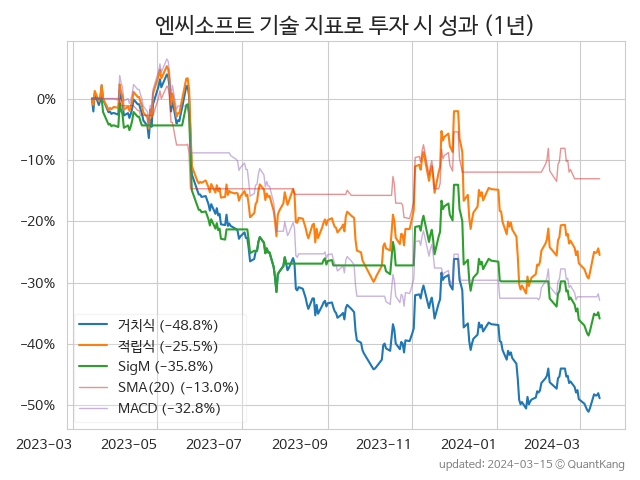 엔씨소프트 기술 지표로 투자 시 성과 (1년)
0%
−10%
−20%
−30%
−40%
−50%
거치식 (−48.8%)
적립식 (−25.5%)
SigM (−35.8%)
SMA(20) (−13.0%)
MACD (−32.8%)
2023−03 2023−05 2023−07 2023−09 2023−11 2024−01 2024−03
updated: 2024−03−15 ⓒ QuantKang